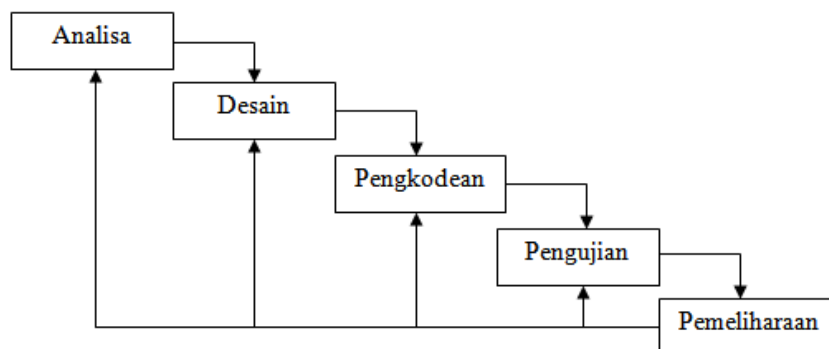 Analisa
Desain
Pengkodean
Pengujian
Pemeliharaan